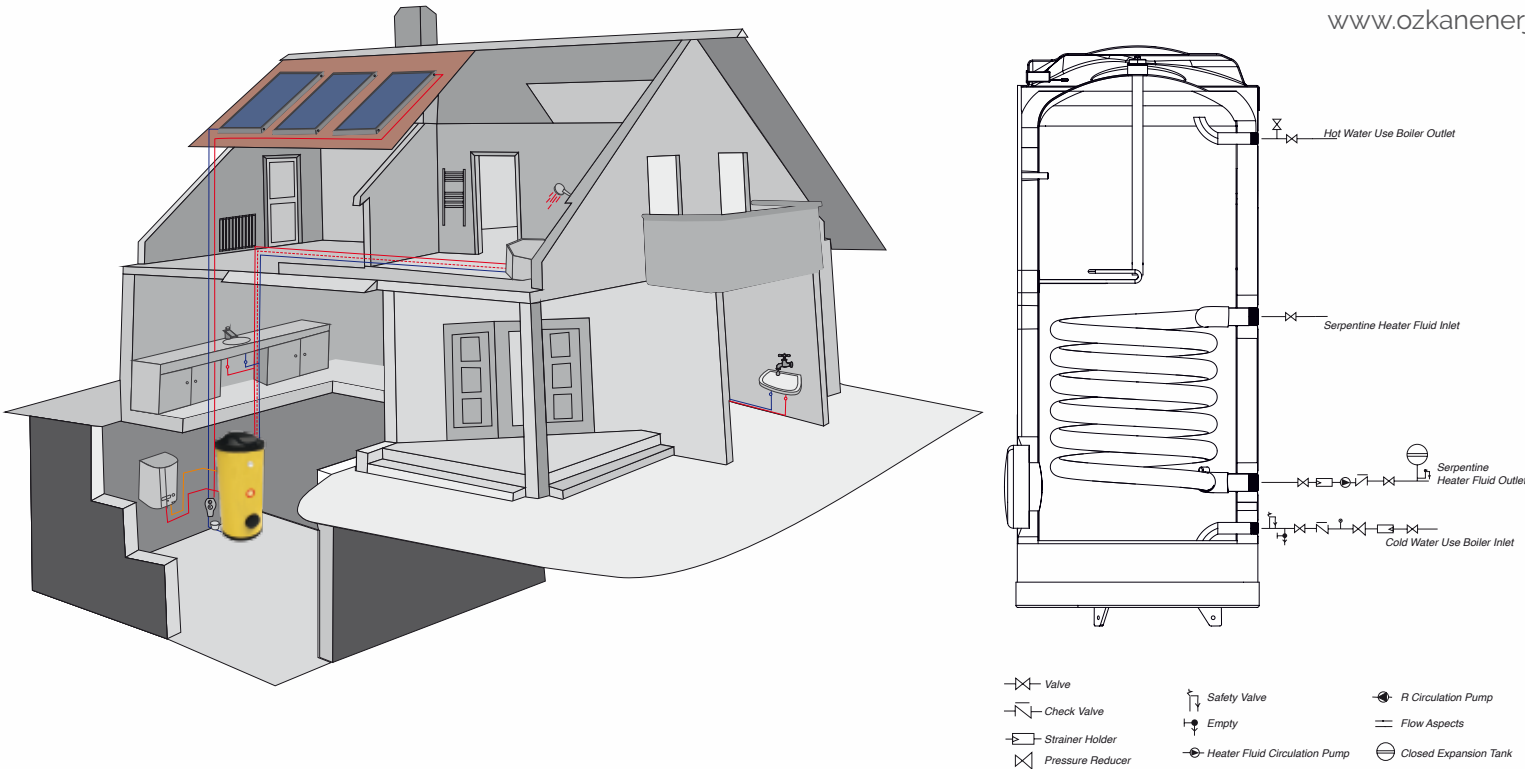 www.ozkanener
Hot Water Use Boiler Outlet
Serpentine Heater Fluid Inlet
Serpentine
Heater Fluid Outlet
Cold Water Use Boiler Inlet
Valve
Check Valve
Strainer Holder
Pressure Reducer
Safety Valve
Empty
Heater Fluid Circulation Pump
R Circulation Pump
Flow Aspects
Closed Expansion Tank